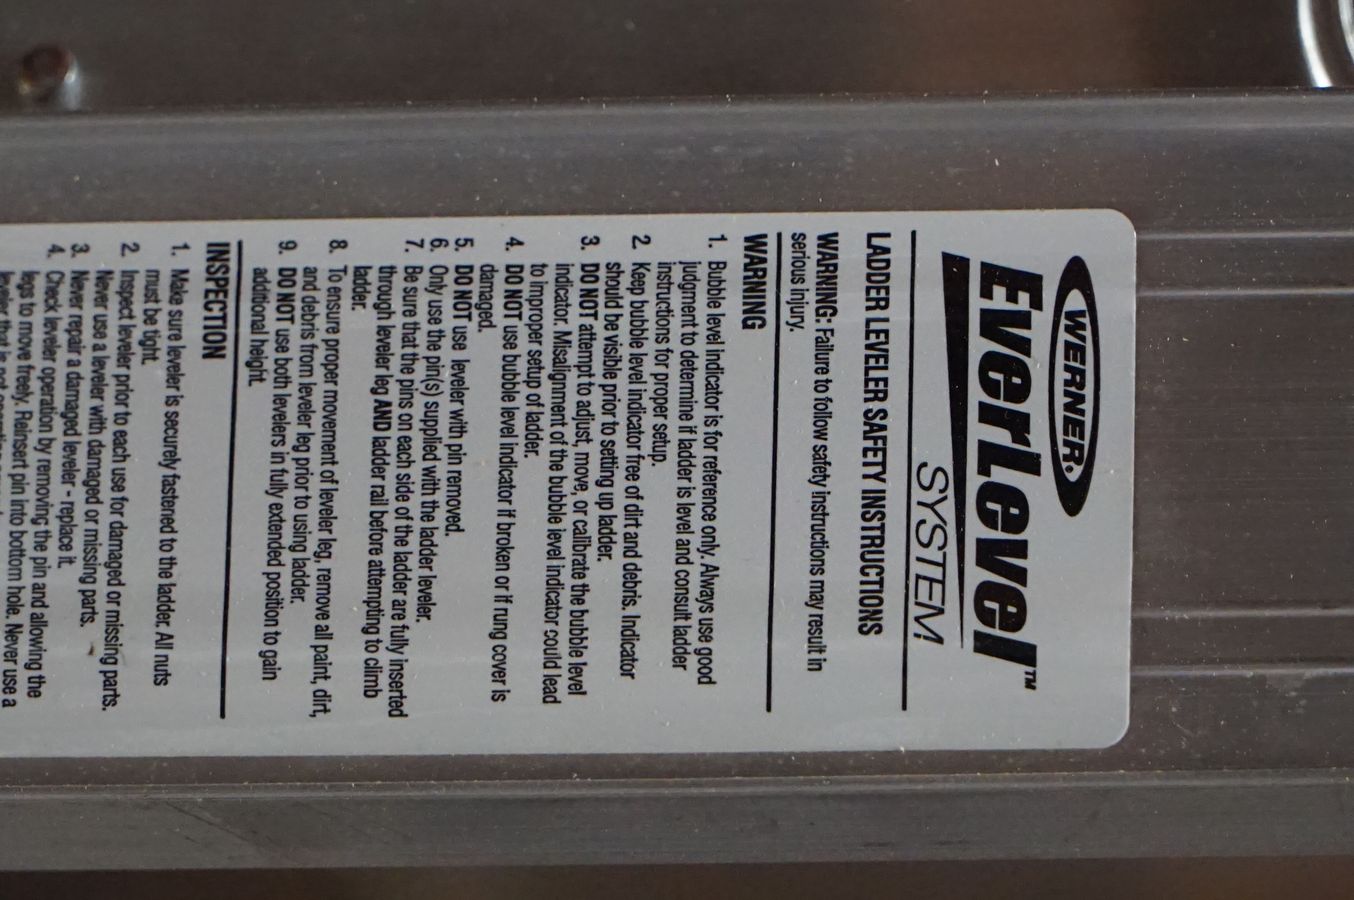 WERNER®
EverLevel™
SYSTEM
LADDER LEVELER SAFETY INSTRUCTIONS
WARNING: Failure to follow safety instructions may result in
serious injury.
WARNING
1. Bubble level indicator is for reference only. Always use good
judgment to determine if ladder is level and consult ladder
instructions for proper setup.
2. Keep bubble level indicator free of dirt and debris. Indicator
should be visible prior to setting up ladder.
3. DO NOT attempt to adjust, move, or calibrate the bubble level
indicator. Misalignment of the bubble level indicator could lead
to improper setup of ladder.
4. DO NOT use bubble level indicator if broken or if rung cover is
damaged.
5. DO NOT use leveler with pin removed.
6. Only use the pin(s) supplied with the ladder leveler.
7. Be sure that the pins on each side of the ladder are fully inserted
through leveler leg AND ladder rail before attempting to climb
ladder.
8. To ensure proper movement of leveler leg, remove all paint, dirt,
and debris from leveler leg prior to using ladder.
9. DO NOT use both levelers in fully extended position to gain
additional height.
INSPECTION
1. Make sure leveler is securely fastened to the ladder. All nuts
must be tight.
2. Inspect leveler prior to each use for damaged or missing parts.
Never use a leveler with damaged or missing parts.
3. Never repair a damaged leveler - replace it.
4. Check leveler operation by removing the pin and allowing the
legs to move freely. Reinsert pin into bottom hole. Never use a
leveler that is not